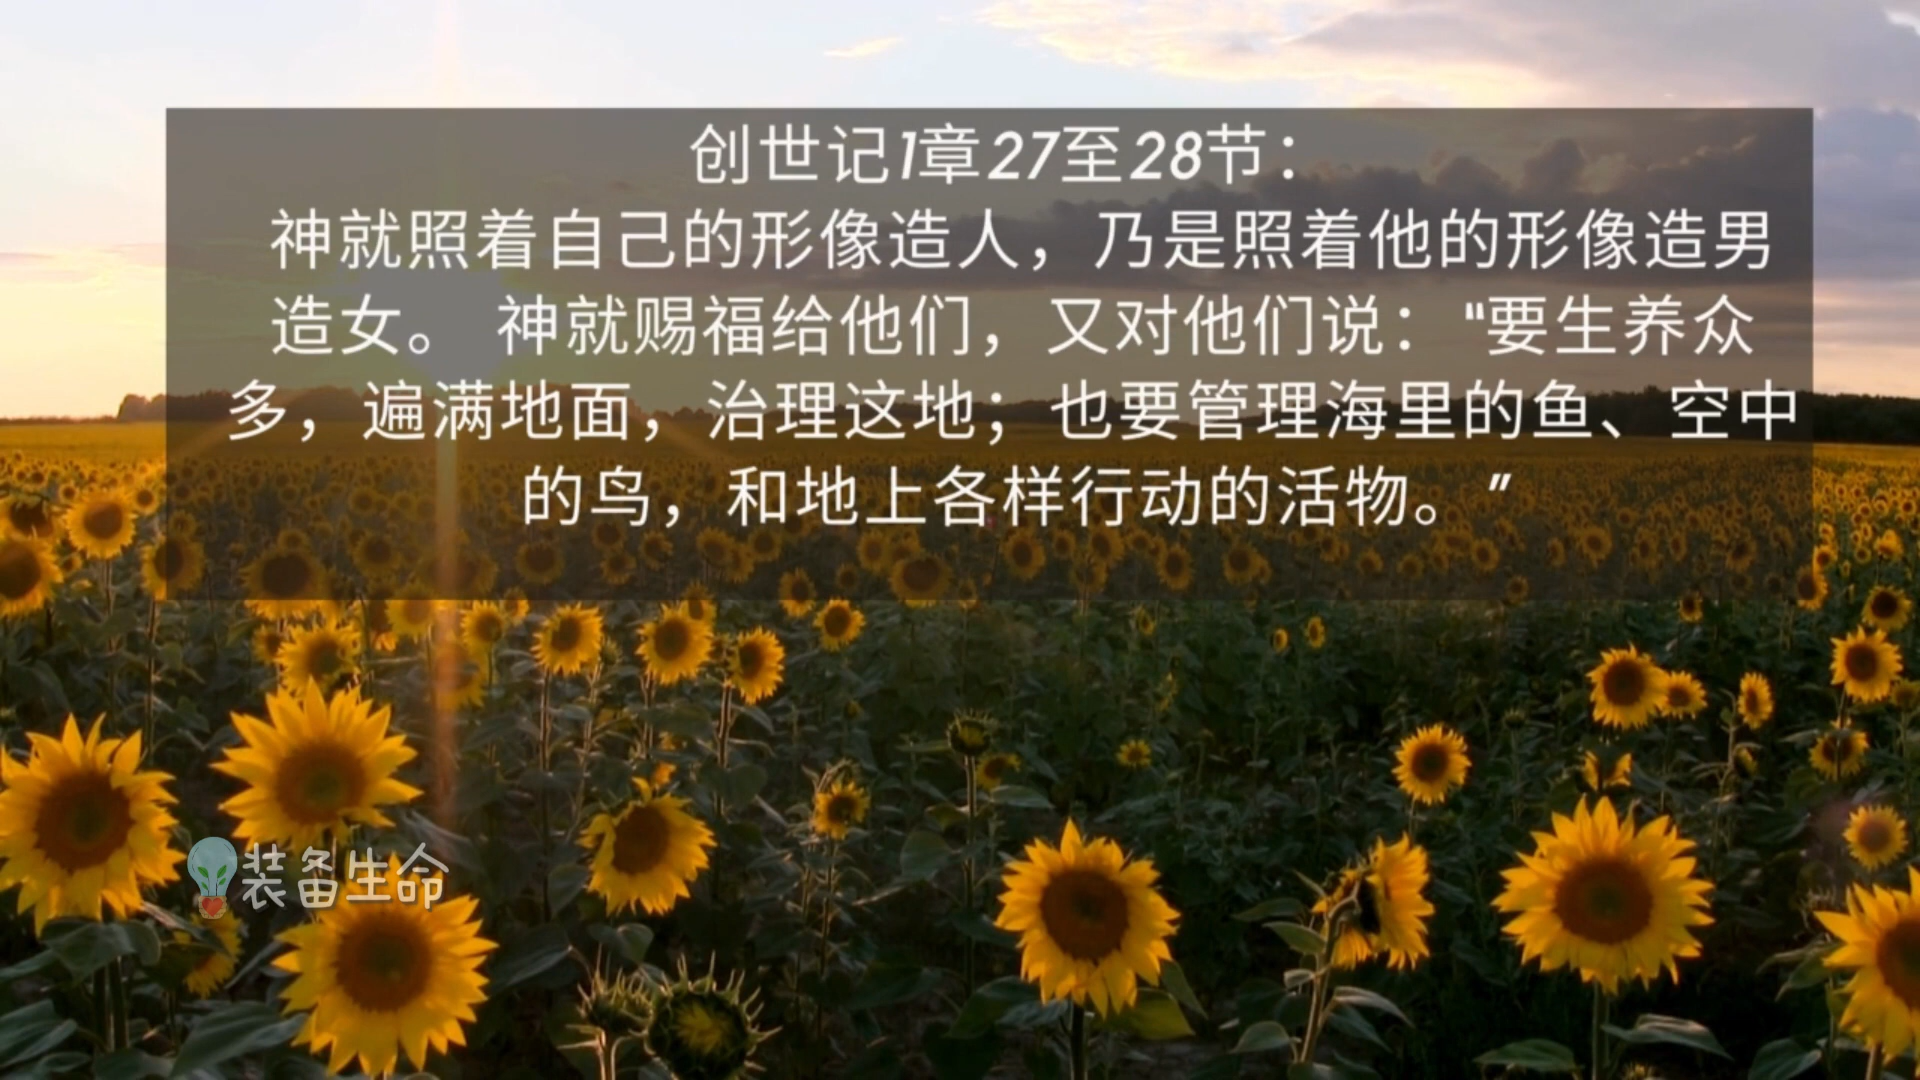 创世记1章27至28节：
神就照着自己的形像造人，乃是照着他的形像造男
造女。 神就赐福给他们，又对他们说：“要生养众
多，遍满地面，治理这地；也要管理海里的鱼、空中
的鸟，和地上各样行动的活物。”
装备生命